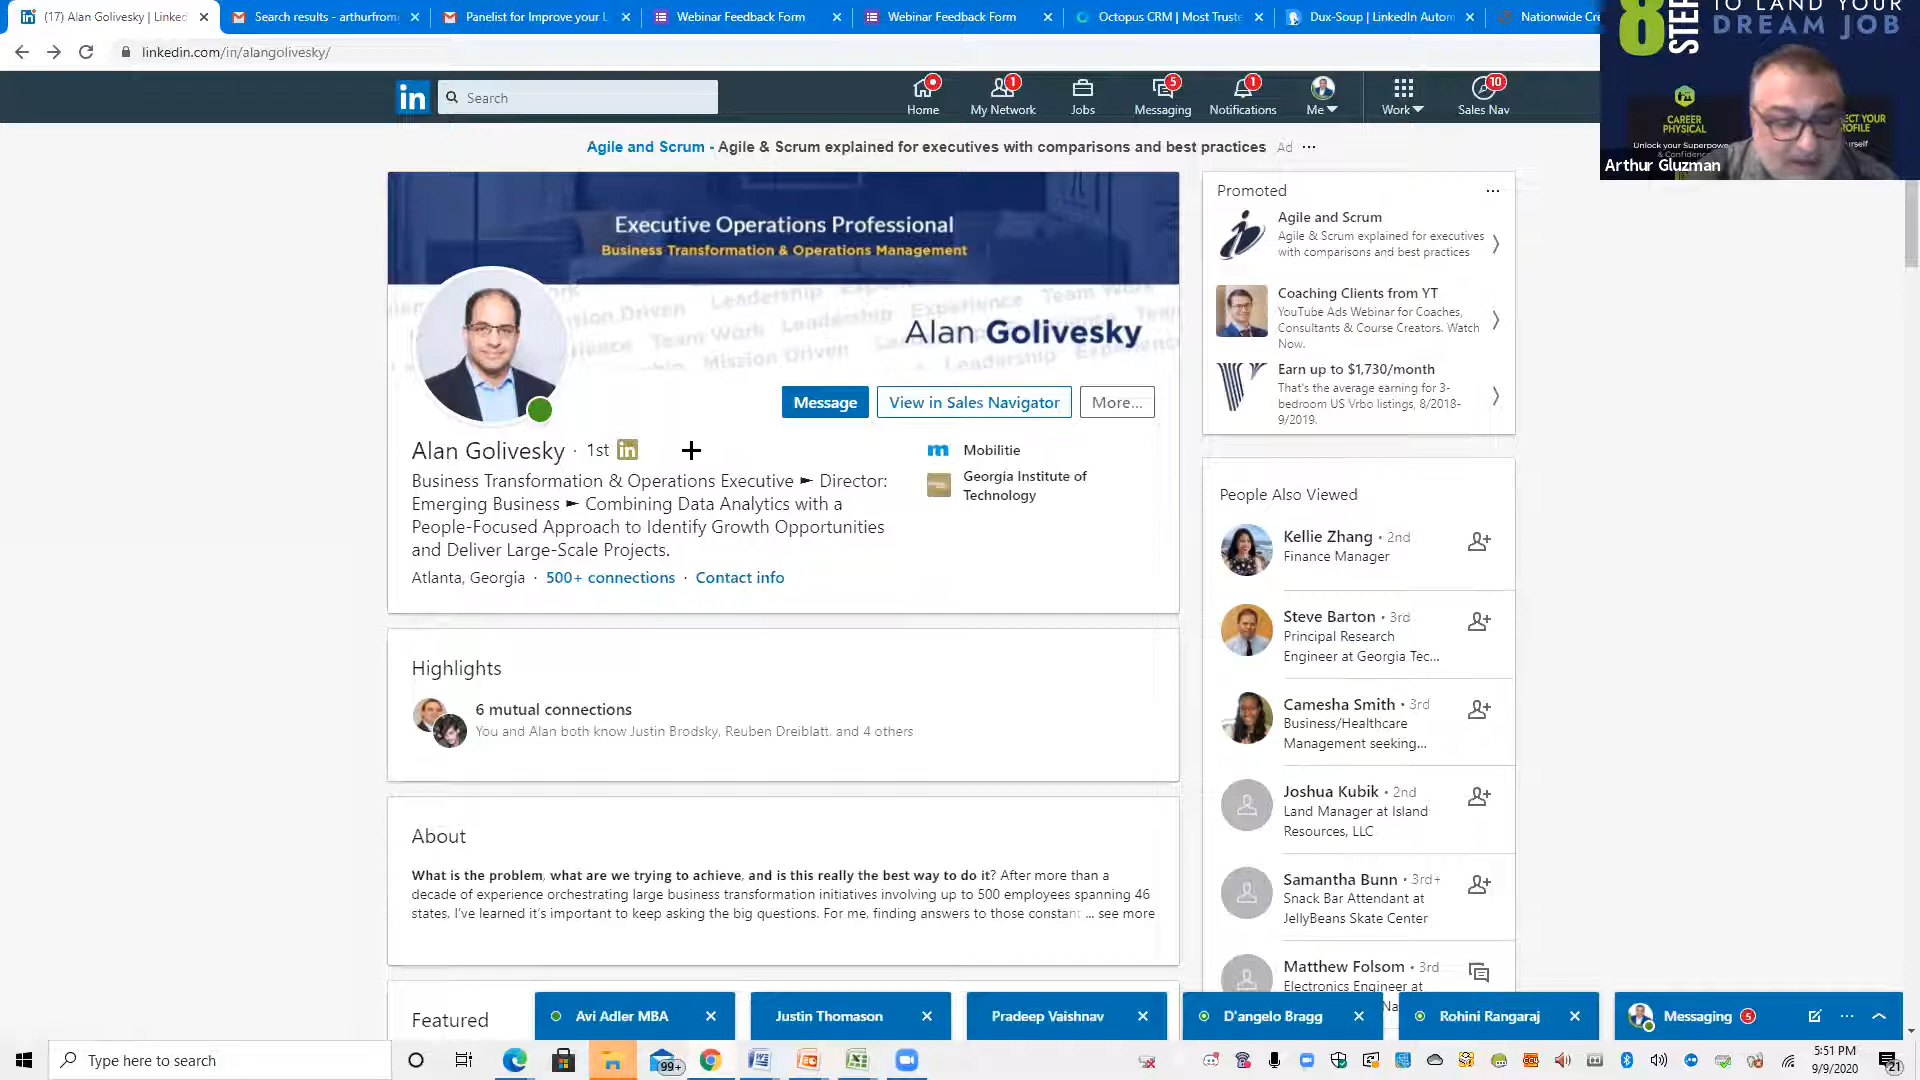 (17) Alan Golivesky | Linked
Search results - arthurfrom
Panelist for Improve your L
Webinar Feedback Form
Webinar Feedback Form
Octopus CRM | Most Truste
Dux-Soup | LinkedIn Autom
Nationwide Cre
linkedin.com/in/alangolivesky/
TO LAND YOUR
DREAM JOB
8
STEP
CAREER
PHYSICAL
Unlock your Superpowe
Arthur Gluzman
in
Search
Home
1
My Network
Jobs
5
Messaging
1
Notifications
Me
Work
10
Sales Nav
Agile and Scrum - Agile & Scrum explained for executives with comparisons and best practices Ad ...
Executive Operations Professional
Business Transformation & Operations Management
Alan Golivesky
Message
View in Sales Navigator
More...
Alan Golivesky · 1st in
Business Transformation & Operations Executive ► Director:
Emerging Business ► Combining Data Analytics with a
People-Focused Approach to Identify Growth Opportunities
and Deliver Large-Scale Projects.
Atlanta, Georgia · 500+ connections · Contact info
Mobilitie
Georgia Institute of
Technology
Highlights
6 mutual connections
You and Alan both know Justin Brodsky, Reuben Dreiblatt, and 4 others
About
What is the problem, what are we trying to achieve, and is this really the best way to do it? After more than a
decade of experience orchestrating large business transformation initiatives involving up to 500 employees spanning 46
states, I've learned it's important to keep asking the big questions. For me, finding answers to those constant ... see more
Featured
Promoted
Agile and Scrum
Agile & Scrum explained for executives
with comparisons and best practices
Coaching Clients from YT
YouTube Ads Webinar for Coaches,
Consultants & Course Creators. Watch
Now.
Earn up to $1,730/month
That's the average earning for 3-
bedroom US Vrbo listings, 8/2018-
9/2019.
People Also Viewed
Kellie Zhang • 2nd
Finance Manager
Steve Barton • 3rd
Principal Research
Engineer at Georgia Tec...
Camesha Smith • 3rd
Business/Healthcare
Management seeking...
Joshua Kubik • 2nd
Land Manager at Island
Resources, LLC
Samantha Bunn • 3rd+
Snack Bar Attendant at
JellyBeans Skate Center
Matthew Folsom • 3rd
Electronics Engineer at
Avi Adler MBA
Justin Thomason
Pradeep Vaishnav
D'angelo Bragg
Rohini Rangaraj
Messaging 5
Type here to search
99+
5:51 PM
9/9/2020
21